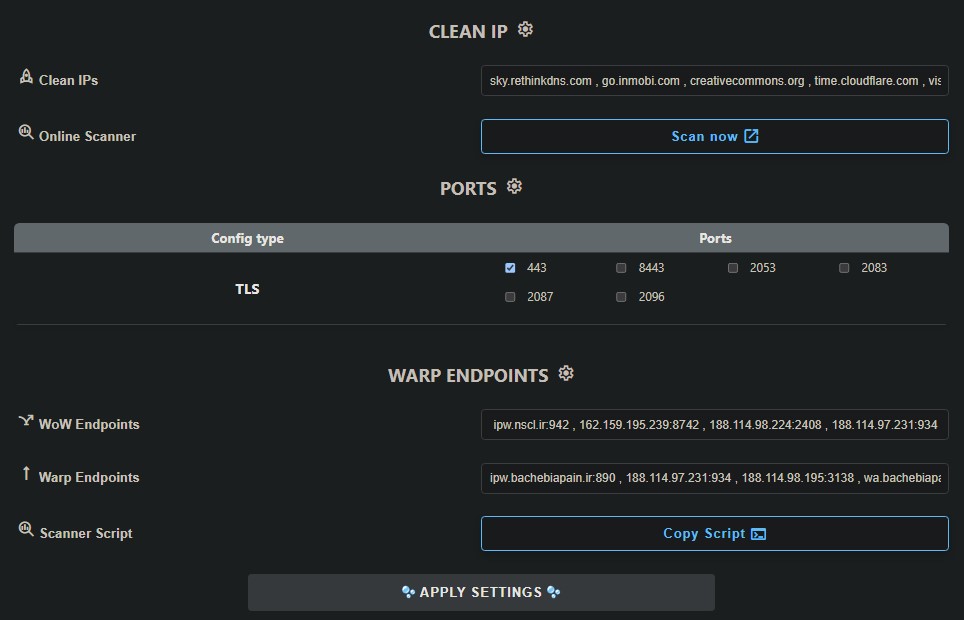 CLEAN IP
Clean IPs
sky.rethinkdns.com , go.inmobi.com , creativecommons.org , time.cloudflare.com , vis
Online Scanner
Scan now
PORTS
Config type Ports
TLS
443 8443 2053 2083
2087 2096
WARP ENDPOINTS
WoW Endpoints
ipw.nscl.ir:942 , 162.159.195.239:8742 , 188.114.98.224:2408 , 188.114.97.231:934
Warp Endpoints
ipw.bachebiapain.ir:890 , 188.114.97.231:934 , 188.114.98.195:3138 , wa.bachebiapa
Scanner Script
Copy Script
APPLY SETTINGS